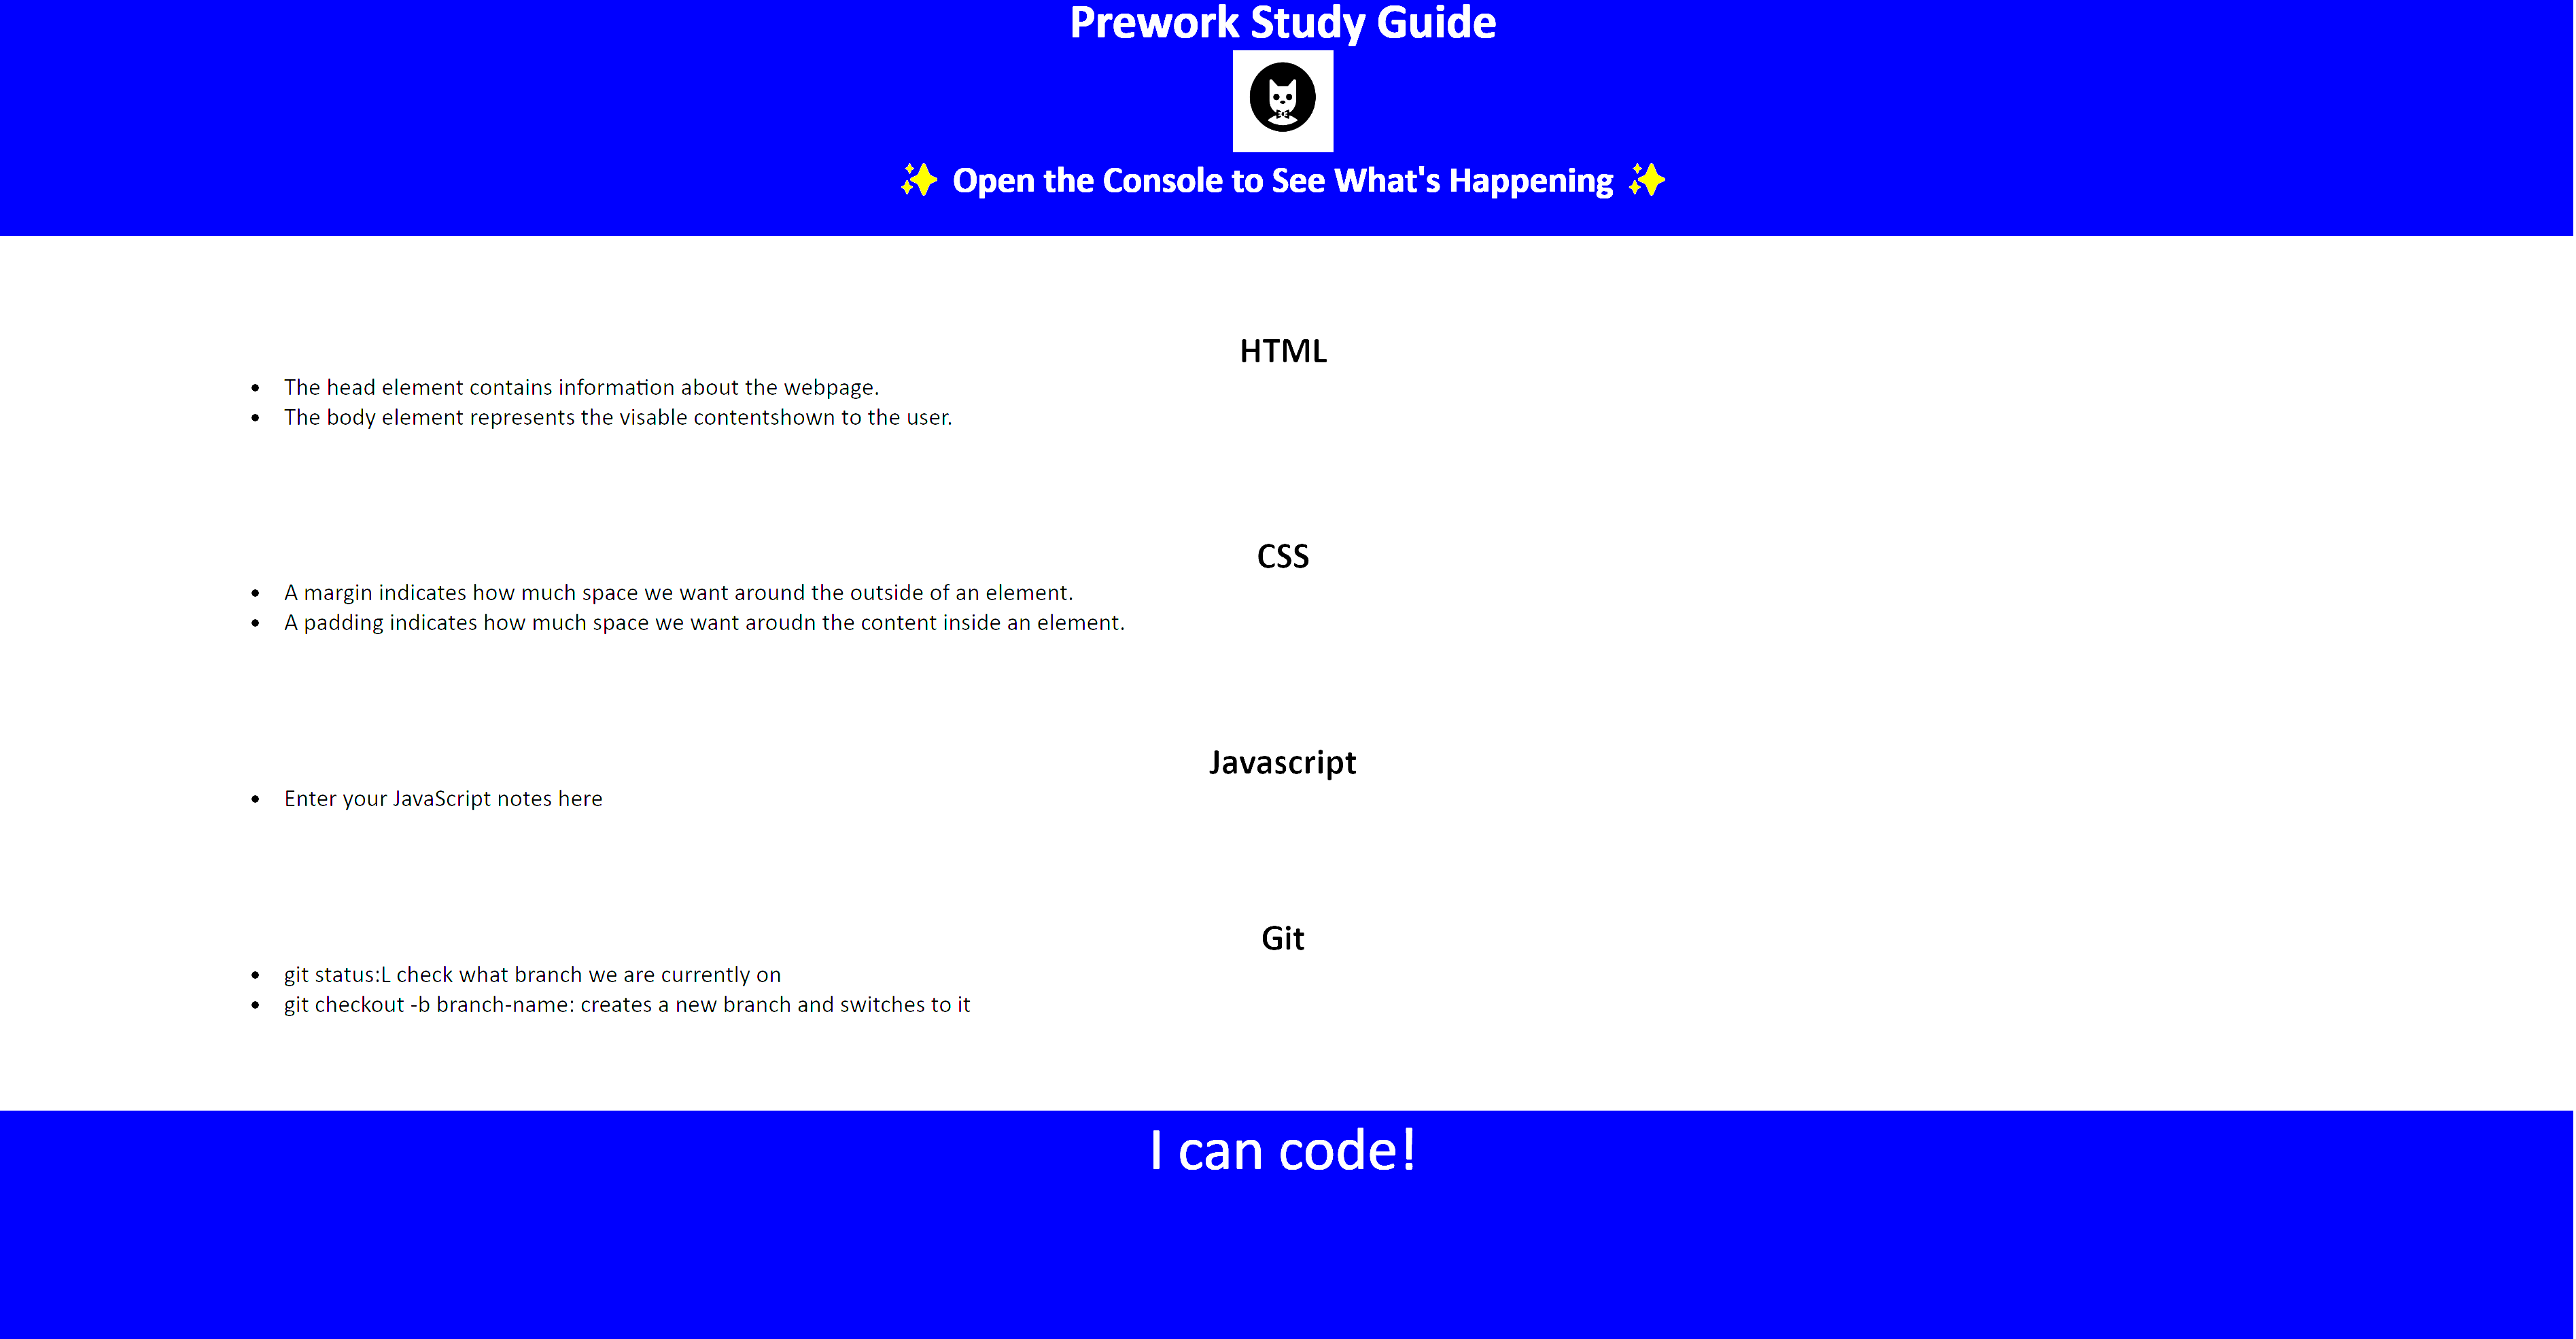 Prework Study Guide
✨ Open the Console to See What's Happening ✨
HTML
• The head element contains information about the webpage.
• The body element represents the visable contentshown to the user.
CSS
• A margin indicates how much space we want around the outside of an element.
• A padding indicates how much space we want aroudn the content inside an element.
Javascript
• Enter your JavaScript notes here
Git
• git status:L check what branch we are currently on
• git checkout -b branch-name: creates a new branch and switches to it
I can code!